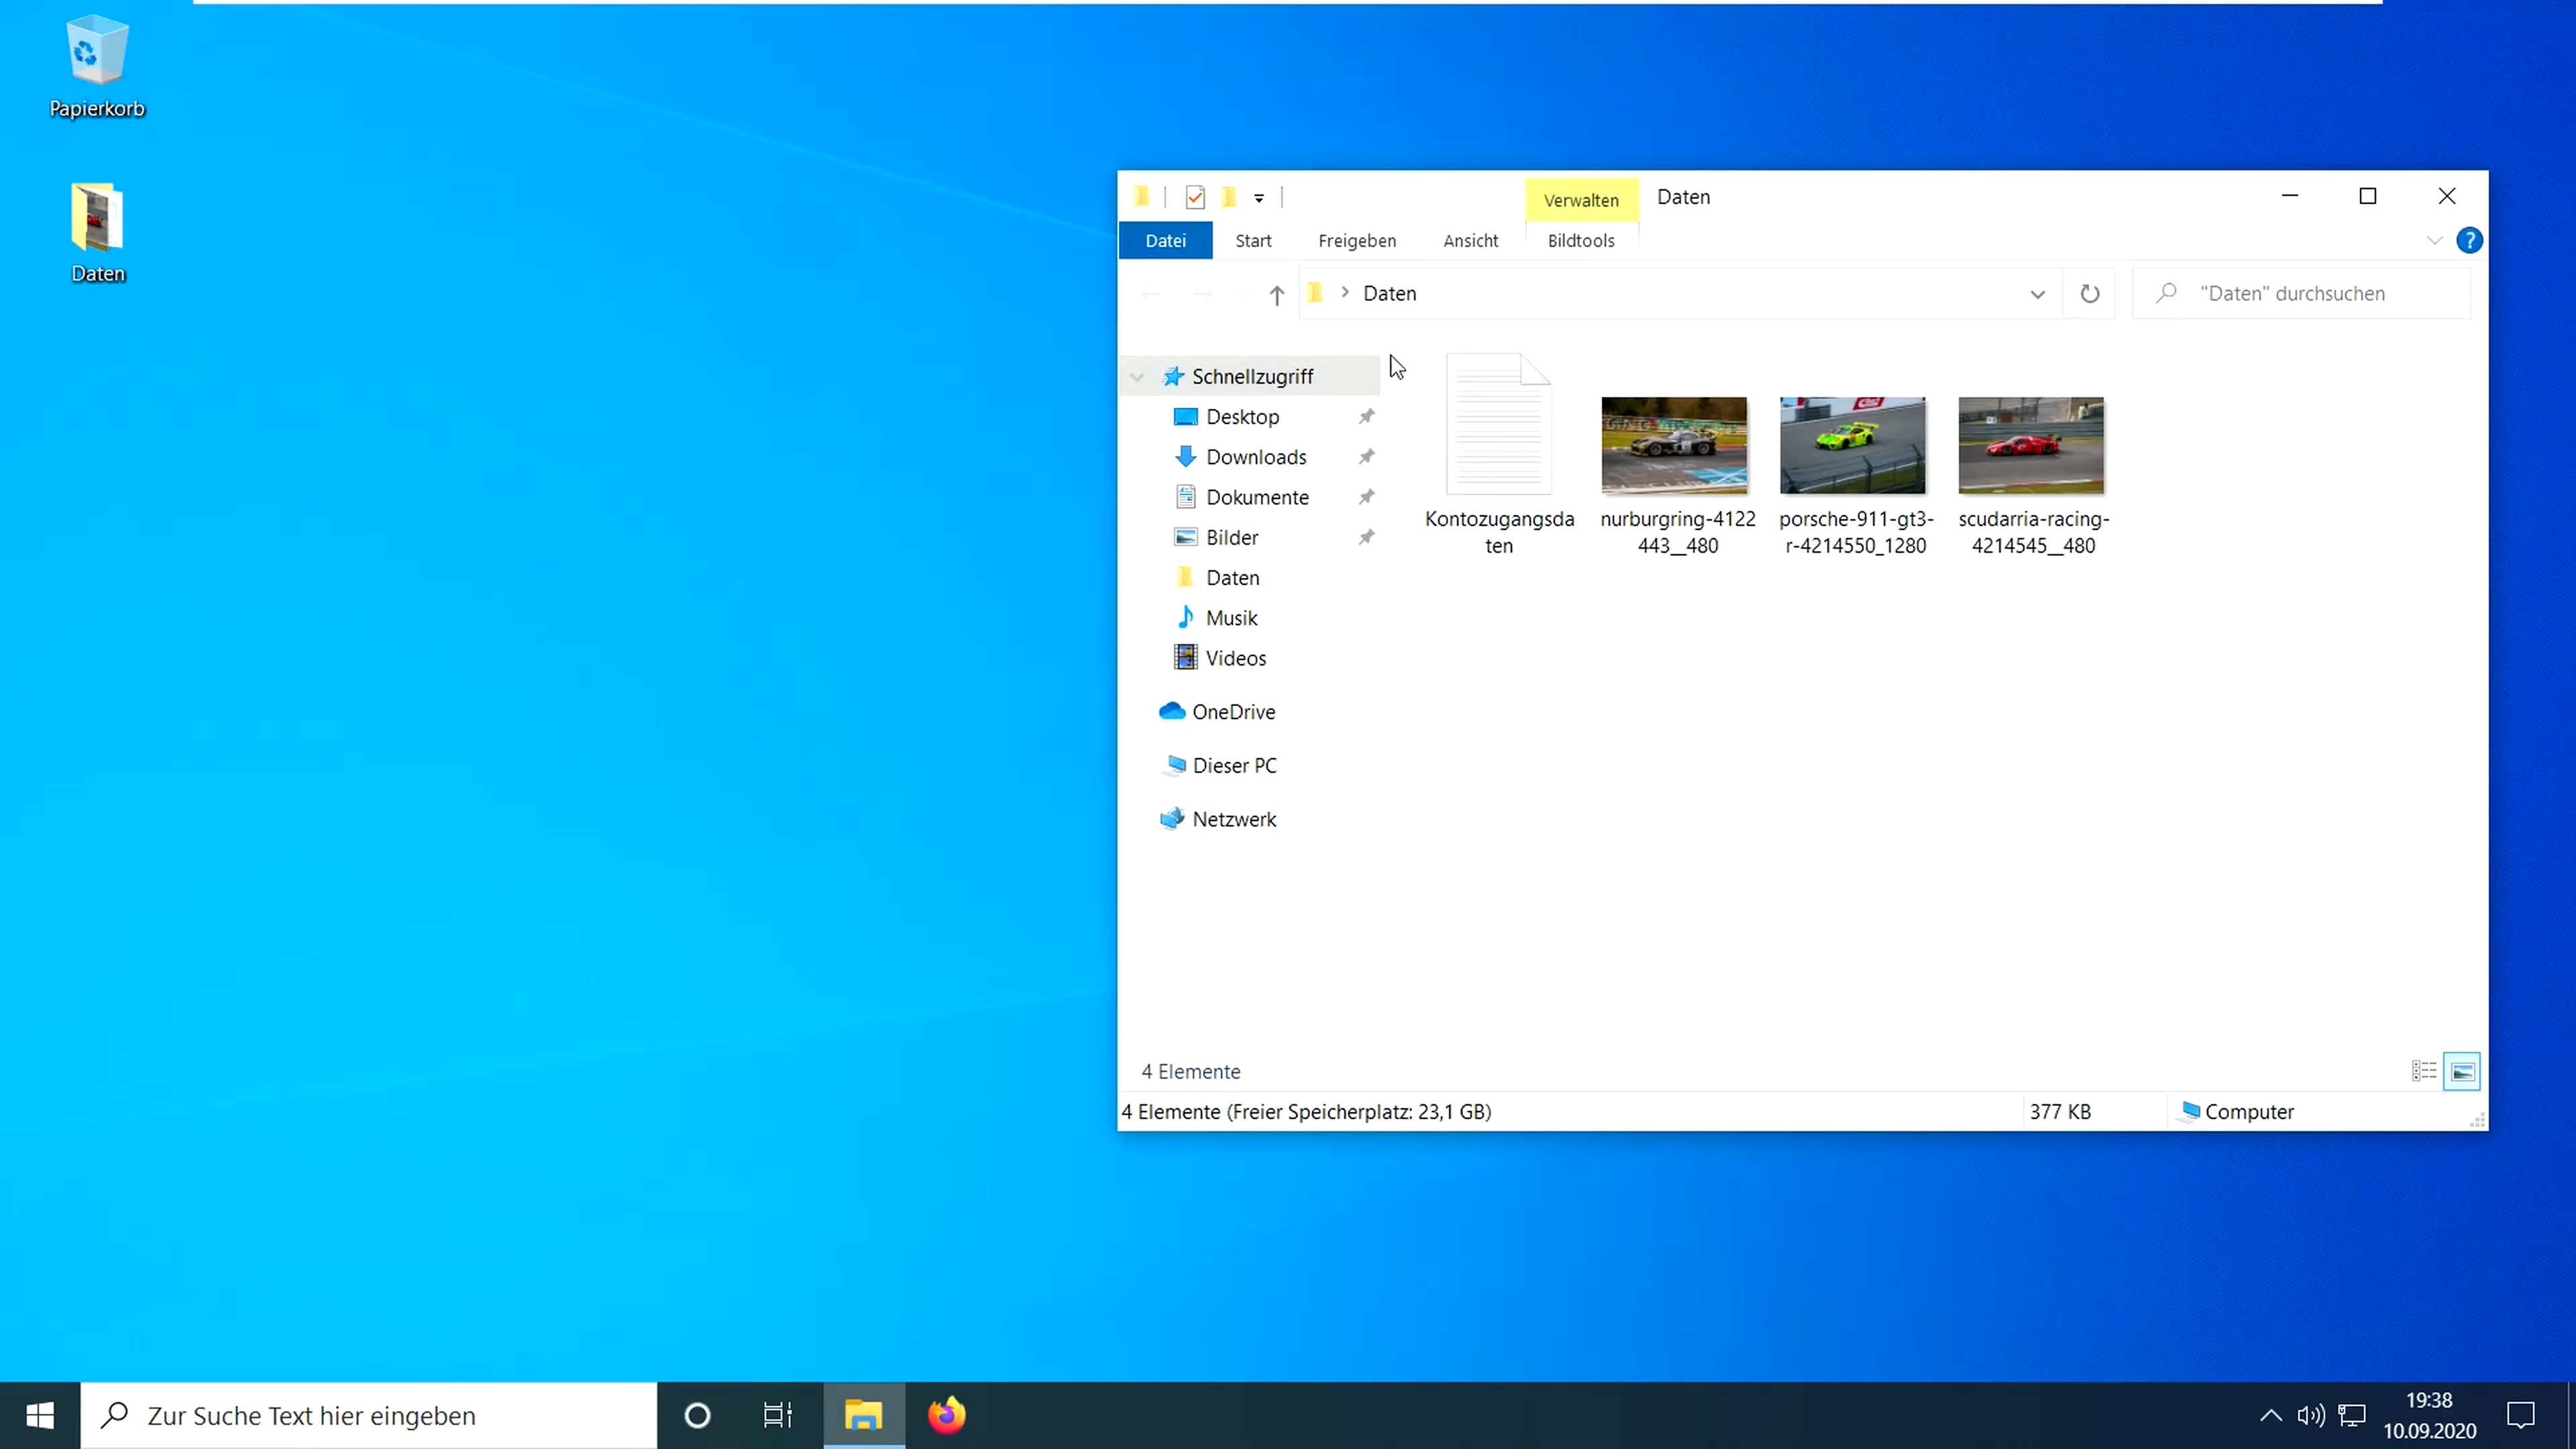 Papierkorb
Daten
Verwalten
Daten
Datei
Start
Freigeben
Ansicht
Bildtools
?
Daten
"Daten" durchsuchen
Schnellzugriff
Desktop
Downloads
Dokumente
Bilder
Daten
Musik
Videos
OneDrive
Dieser PC
Netzwerk
Kontozugangsda
ten
nurburgring-4122
443__480
porsche-911-gt3-
r-4214550_1280
scudarria-racing-
4214545__480
4 Elemente
4 Elemente (Freier Speicherplatz: 23,1 GB)
377 KB
Computer
Zur Suche Text hier eingeben
19:38
10.09.2020